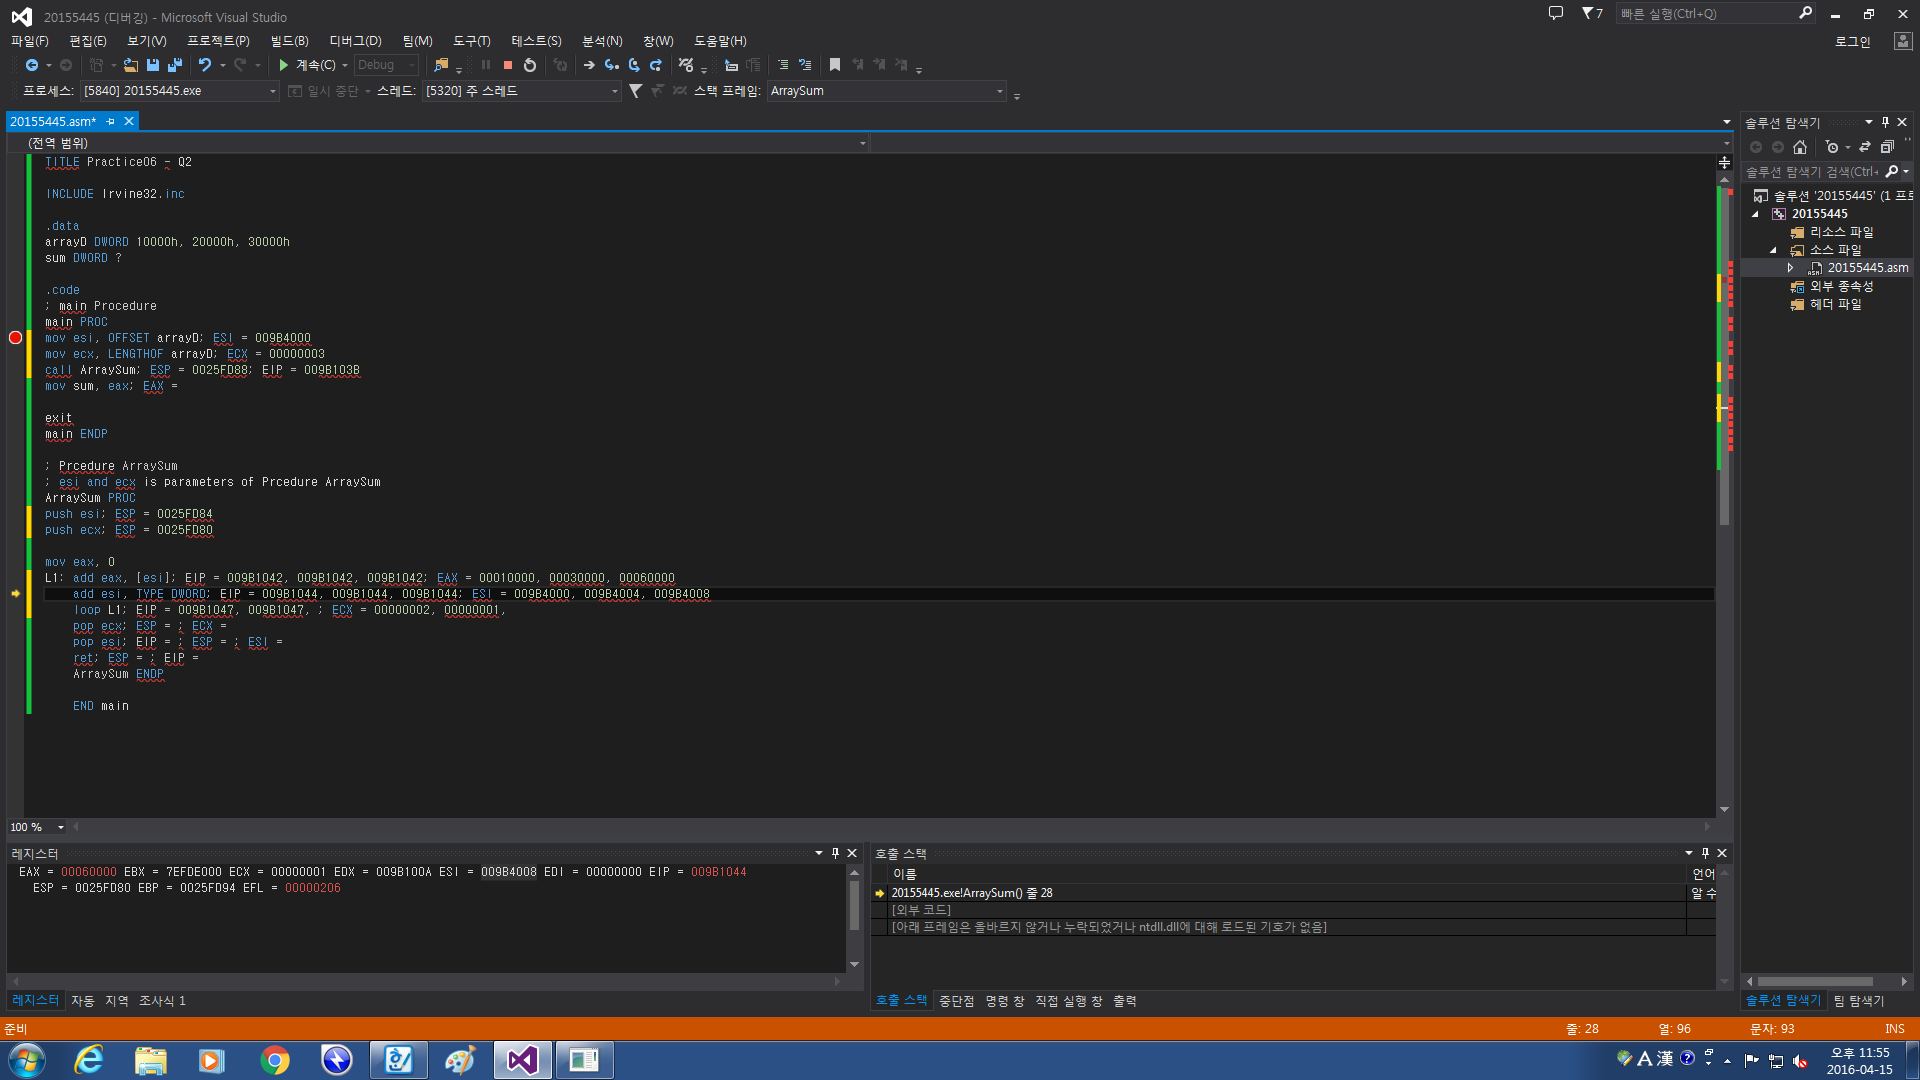 20155445 (디버깅) - Microsoft Visual Studio
7
빠른 실행(Ctrl+Q)
파일(F) 편집(E) 보기(V) 프로젝트(P) 빌드(B) 디버그(D) 팀(M) 도구(T) 테스트(S) 분석(N) 창(W) 도움말(H)
로그인
계속(C) Debug
프로세스: [5840] 20155445.exe 일시 중단 스레드: [5320] 주 스레드 스택 프레임: ArraySum
20155445.asm*
(전역 범위)
TITLE Practice06 - Q2
INCLUDE Irvine32.inc
.data
arrayD DWORD 10000h, 20000h, 30000h
sum DWORD ?
.code
; main Procedure
main PROC
mov esi, OFFSET arrayD; ESI = 009B4000
mov ecx, LENGTHOF arrayD; ECX = 00000003
call ArraySum; ESP = 0025FD88; EIP = 009B103B
mov sum, eax; EAX =
exit
main ENDP
; Prcedure ArraySum
; esi and ecx is parameters of Prcedure ArraySum
ArraySum PROC
push esi; ESP = 0025FD84
push ecx; ESP = 0025FD80
mov eax, 0
L1: add eax, [esi]; EIP = 009B1042, 009B1042, 009B1042; EAX = 00010000, 00030000, 00060000
add esi, TYPE DWORD; EIP = 009B1044, 009B1044, 009B1044; ESI = 009B4000, 009B4004, 009B4008
loop L1; EIP = 009B1047, 009B1047, ; ECX = 00000002, 00000001,
pop ecx; ESP = ; ECX =
pop esi; EIP = ; ESP = ; ESI =
ret; ESP = ; EIP =
ArraySum ENDP
END main
100 %
솔루션 탐색기
솔루션 탐색기 검색(Ctrl+
솔루션 '20155445' (1 프로
20155445
리소스 파일
소스 파일
20155445.asm
외부 종속성
헤더 파일
레지스터
EAX = 00060000 EBX = 7EFDE000 ECX = 00000001 EDX = 009B100A ESI = 009B4008 EDI = 00000000 EIP = 009B1044
ESP = 0025FD80 EBP = 0025FD94 EFL = 00000206
레지스터 자동 지역 조사식 1
호출 스택
이름 언어
20155445.exe!ArraySum() 줄 28 알 수
[외부 코드]
[아래 프레임은 올바르지 않거나 누락되었거나 ntdll.dll에 대해 로드된 기호가 없음]
호출 스택 중단점 명령 창 직접 실행 창 출력
솔루션 탐색기 팀 탐색기
준비 줄: 28 열: 96 문자: 93 INS
A 漢
오후 11:55
2016-04-15